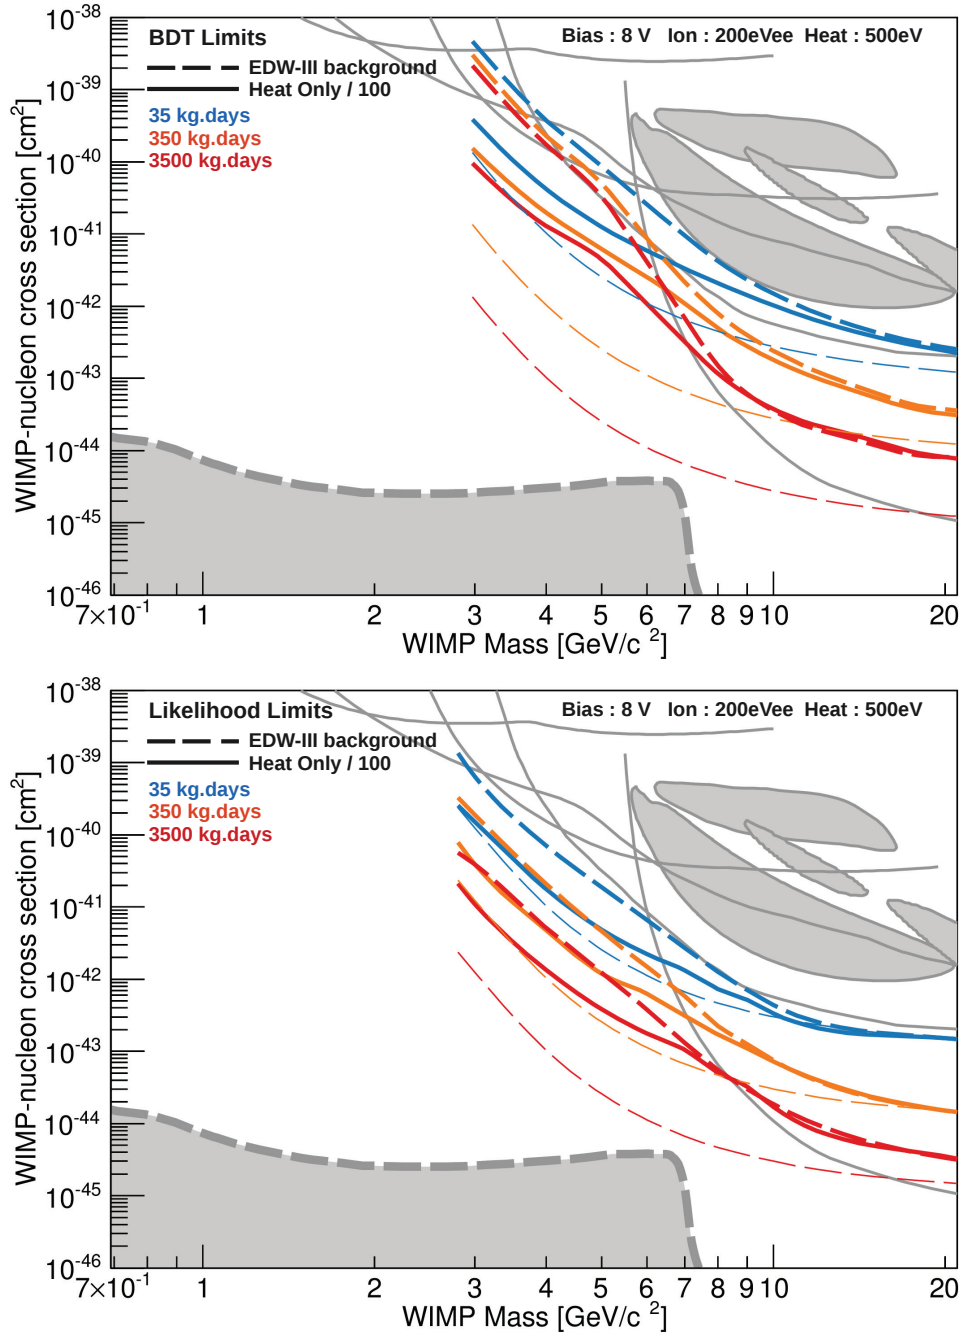 BDT Limits
Bias : 8 V Ion : 200eVee Heat : 500eV
EDW-III background
Heat Only / 100
35 kg.days
350 kg.days
3500 kg.days
WIMP-nucleon cross section [cm²]
10⁻³⁸
10⁻³⁹
10⁻⁴⁰
10⁻⁴¹
10⁻⁴²
10⁻⁴³
10⁻⁴⁴
10⁻⁴⁵
10⁻⁴⁶
7×10⁻¹ 1 2 3 4 5 6 7 8 9 10 20
WIMP Mass [GeV/c ²]
Likelihood Limits
Bias : 8 V Ion : 200eVee Heat : 500eV
EDW-III background
Heat Only / 100
35 kg.days
350 kg.days
3500 kg.days
WIMP-nucleon cross section [cm²]
10⁻³⁸
10⁻³⁹
10⁻⁴⁰
10⁻⁴¹
10⁻⁴²
10⁻⁴³
10⁻⁴⁴
10⁻⁴⁵
10⁻⁴⁶
7×10⁻¹ 1 2 3 4 5 6 7 8 9 10 20
WIMP Mass [GeV/c ²]